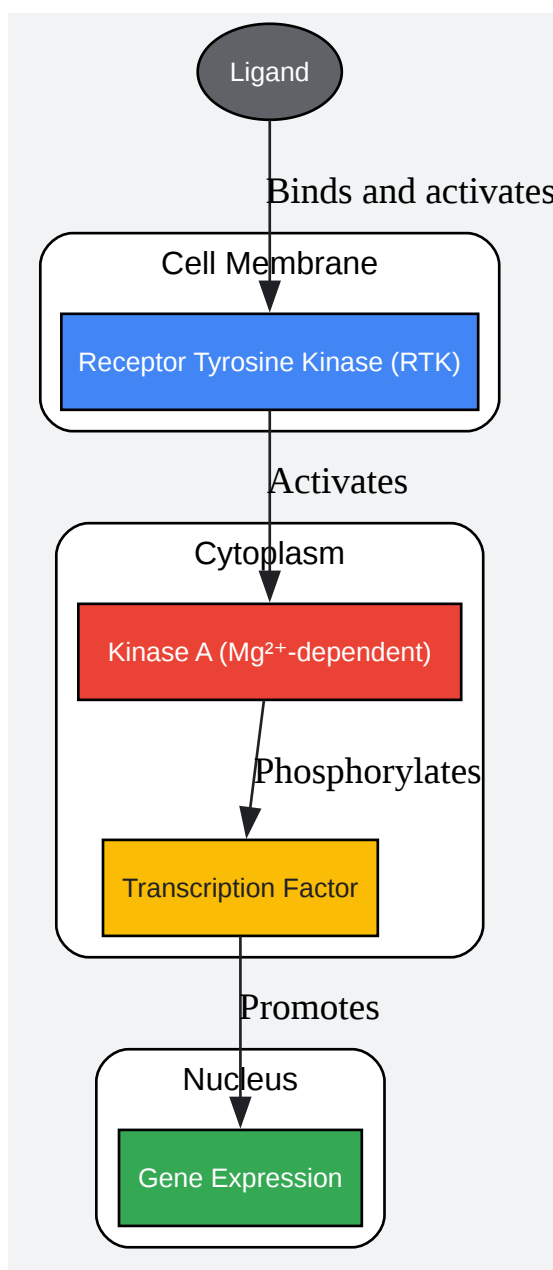 Ligand
Binds and activates
Cell Membrane
Receptor Tyrosine Kinase (RTK)
Activates
Cytoplasm
Kinase A (Mg²⁺-dependent)
Phosphorylates
Transcription Factor
Promotes
Nucleus
Gene Expression